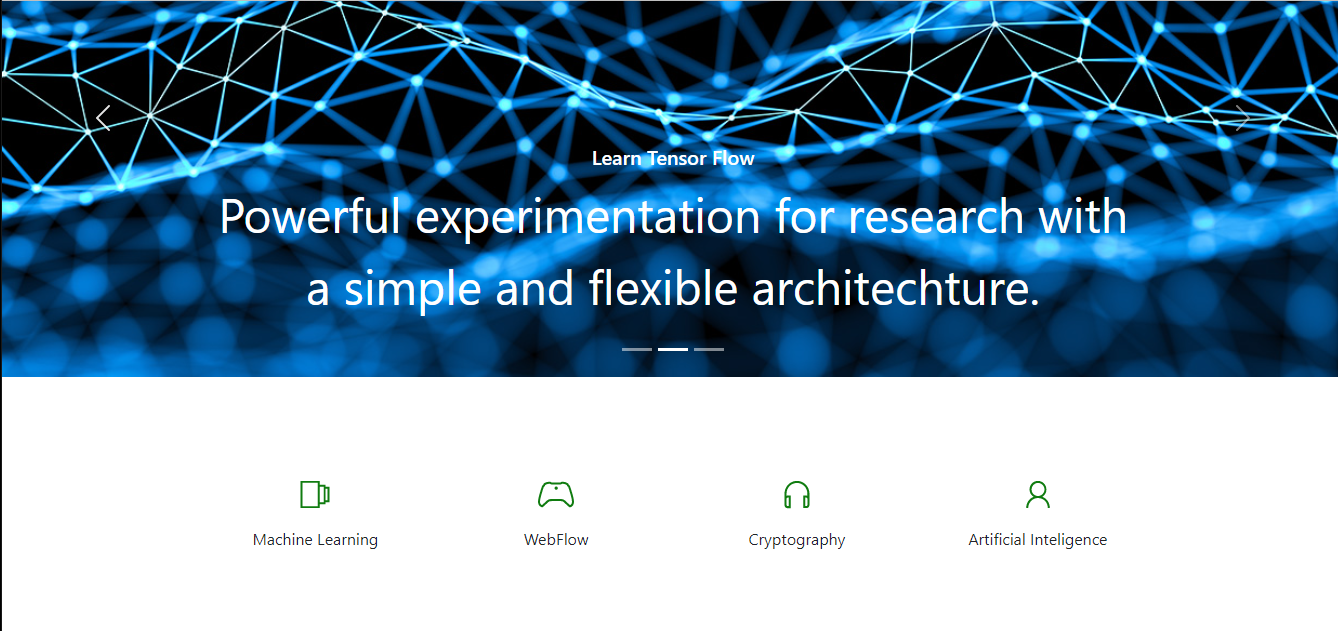 Learn Tensor Flow
Powerful experimentation for research with
a simple and flexible architechture.
Machine Learning
WebFlow
Cryptography
Artificial Inteligence